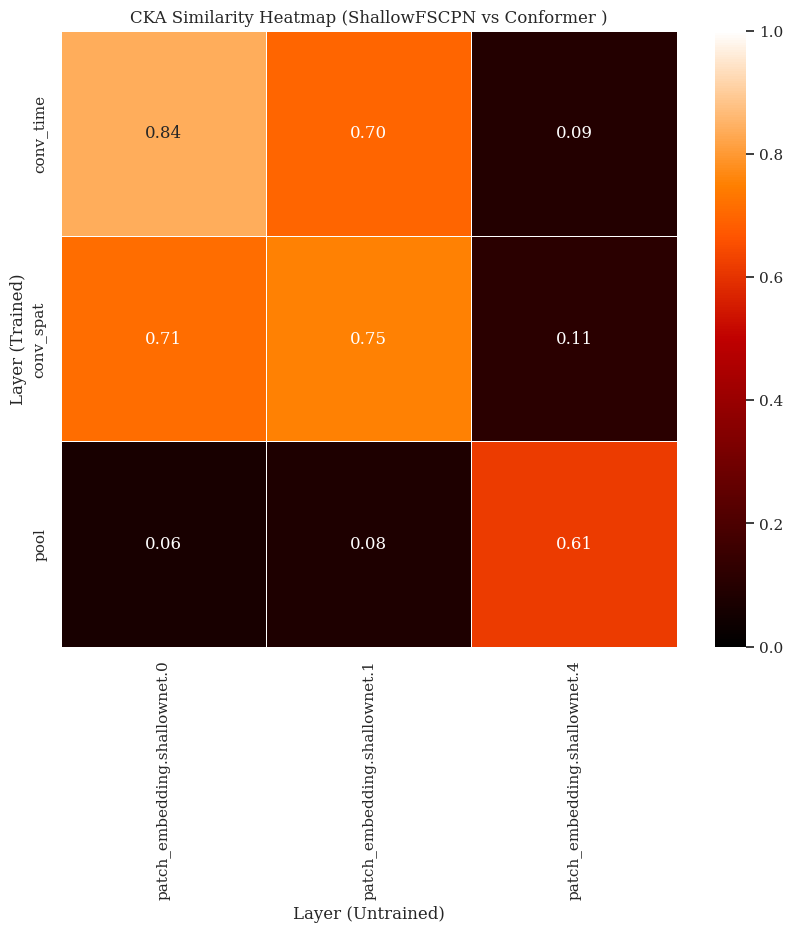 CKA Similarity Heatmap (ShallowFSCPN vs Conformer )
Layer (Trained)
conv_time
0.84 0.70 0.09
conv_spat
0.71 0.75 0.11
pool
0.06 0.08 0.61
patch_embedding.shallownet.0
patch_embedding.shallownet.1
patch_embedding.shallownet.4
Layer (Untrained)
1.0
0.8
0.6
0.4
0.2
0.0